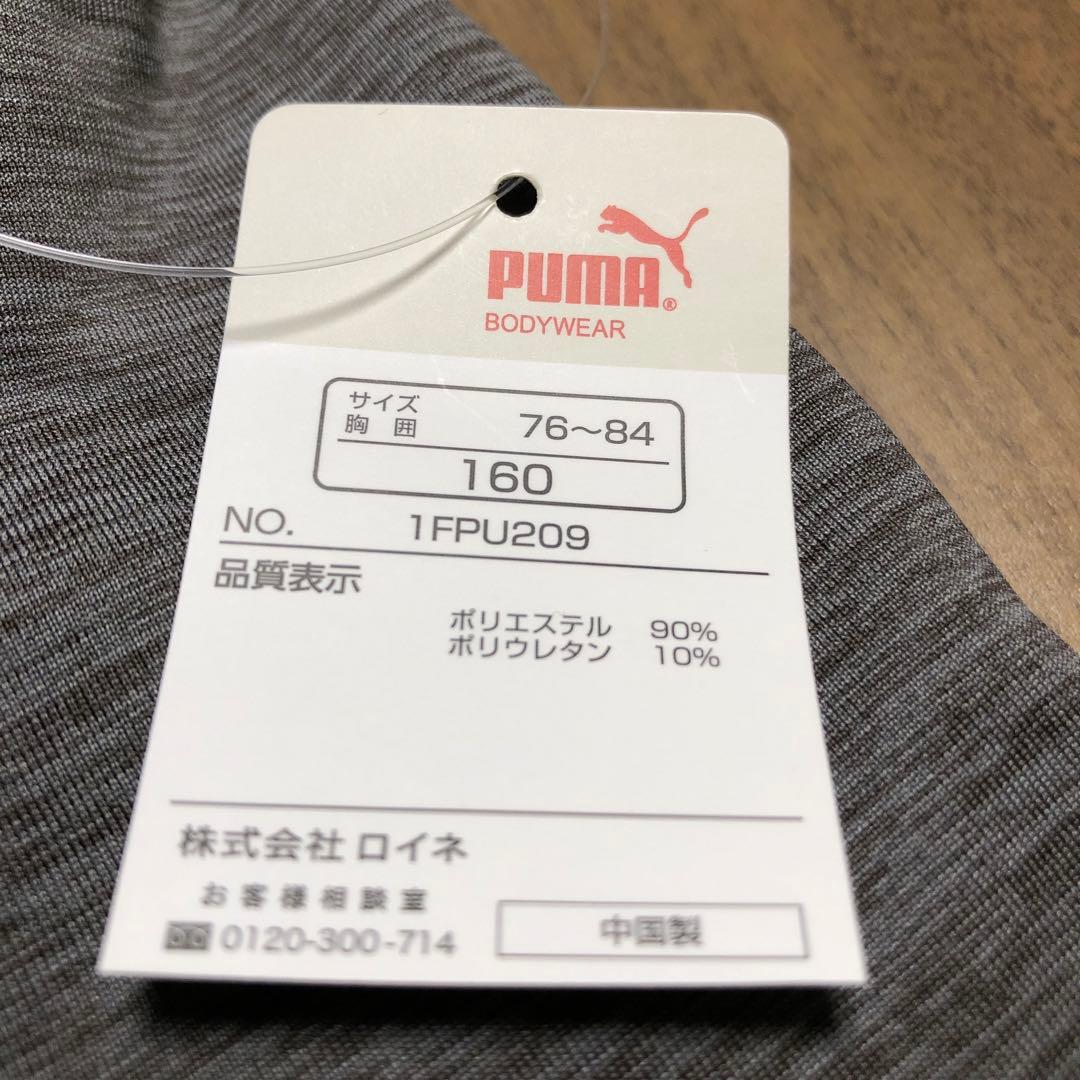 PUMA®
BODYWEAR
サイズ
胸囲 76〜84
160
NO. 1FPU209
品質表示
ポリエステル 90%
ポリウレタン 10%
株式会社 ロイネ
お客様相談室
0120-300-714
中国製